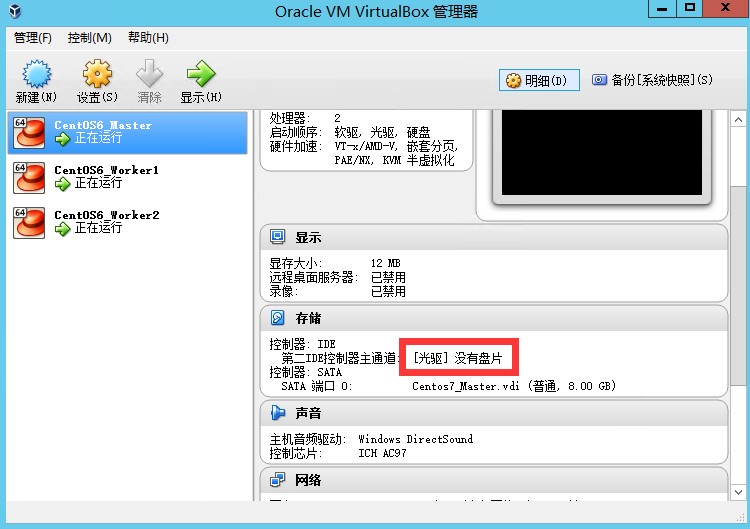 Oracle VM VirtualBox 管理器
管理(F) 控制(M) 帮助(H)
新建(N) 设置(S) 清除 显示(H) 明细(D) 备份[系统快照](S)
64 CentOS6_Master
正在运行
64 CentOS6_Worker1
正在运行
64 CentOS6_Worker2
正在运行
处理器: 2
启动顺序: 软驱, 光驱, 硬盘
硬件加速: VT-x/AMD-V, 嵌套分页,
PAE/NX, KVM 半虚拟化
显示
显存大小: 12 MB
远程桌面服务器: 已禁用
录像: 已禁用
存储
控制器: IDE
第二IDE控制器主通道: [光驱] 没有盘片
控制器: SATA
SATA 端口 0: Centos7_Master.vdi (普通, 8.00 GB)
声音
主机音频驱动: Windows DirectSound
控制芯片: ICH AC97
网络